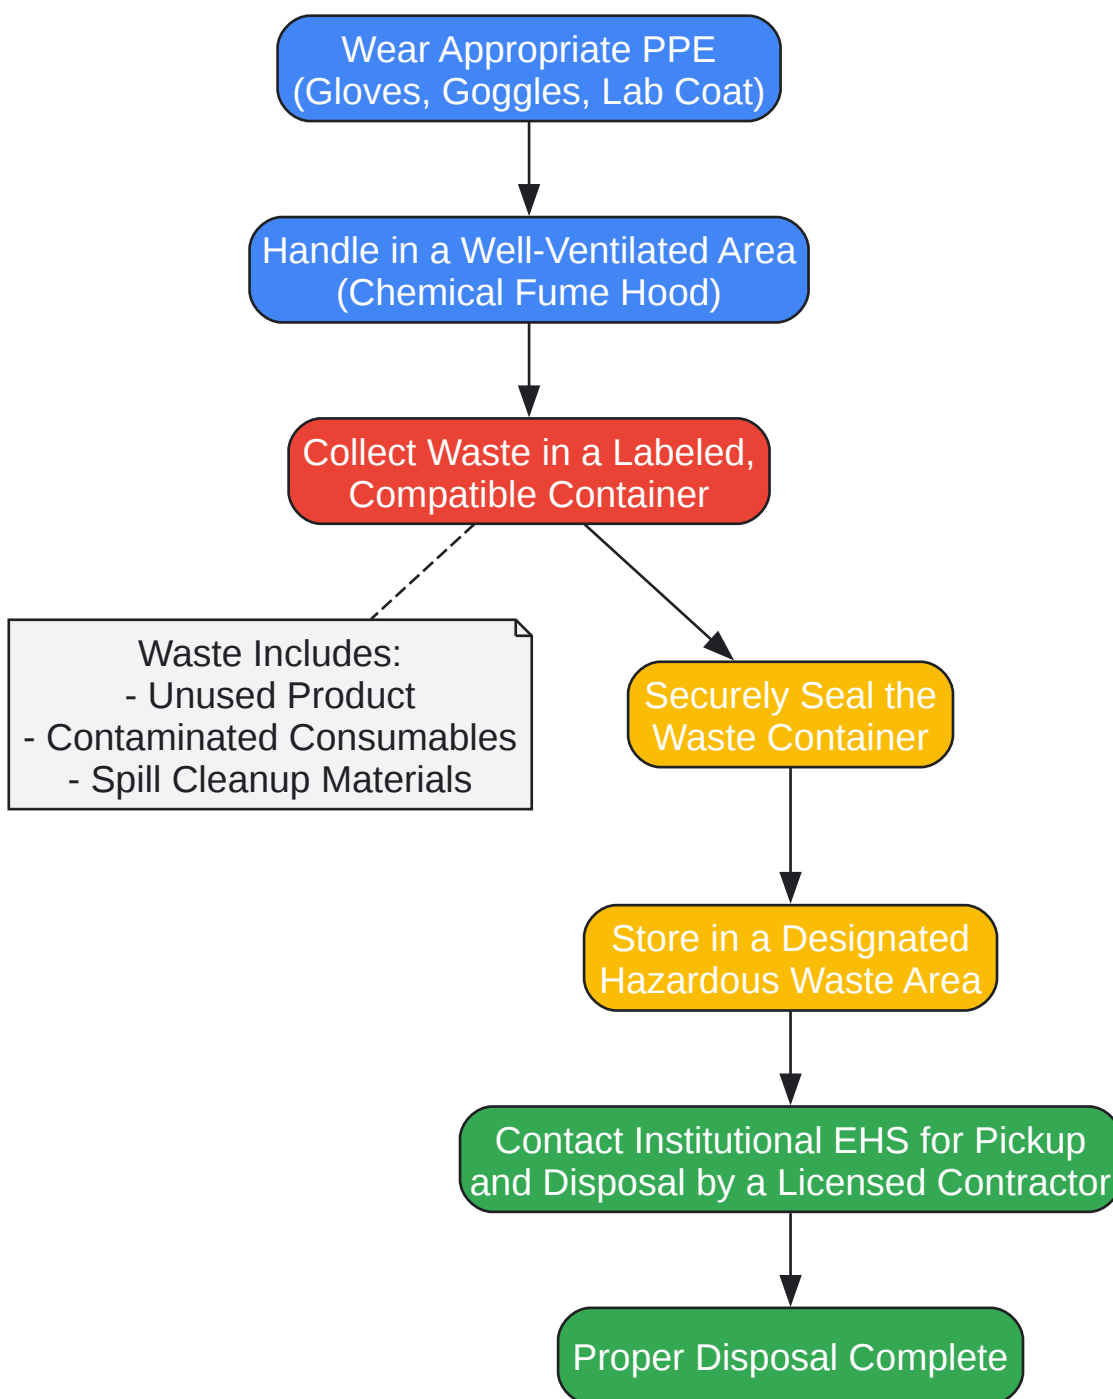 Wear Appropriate PPE
(Gloves, Goggles, Lab Coat)
Handle in a Well-Ventilated Area
(Chemical Fume Hood)
Collect Waste in a Labeled,
Compatible Container
Waste Includes:
- Unused Product
- Contaminated Consumables
- Spill Cleanup Materials
Securely Seal the
Waste Container
Store in a Designated
Hazardous Waste Area
Contact Institutional EHS for Pickup
and Disposal by a Licensed Contractor
Proper Disposal Complete